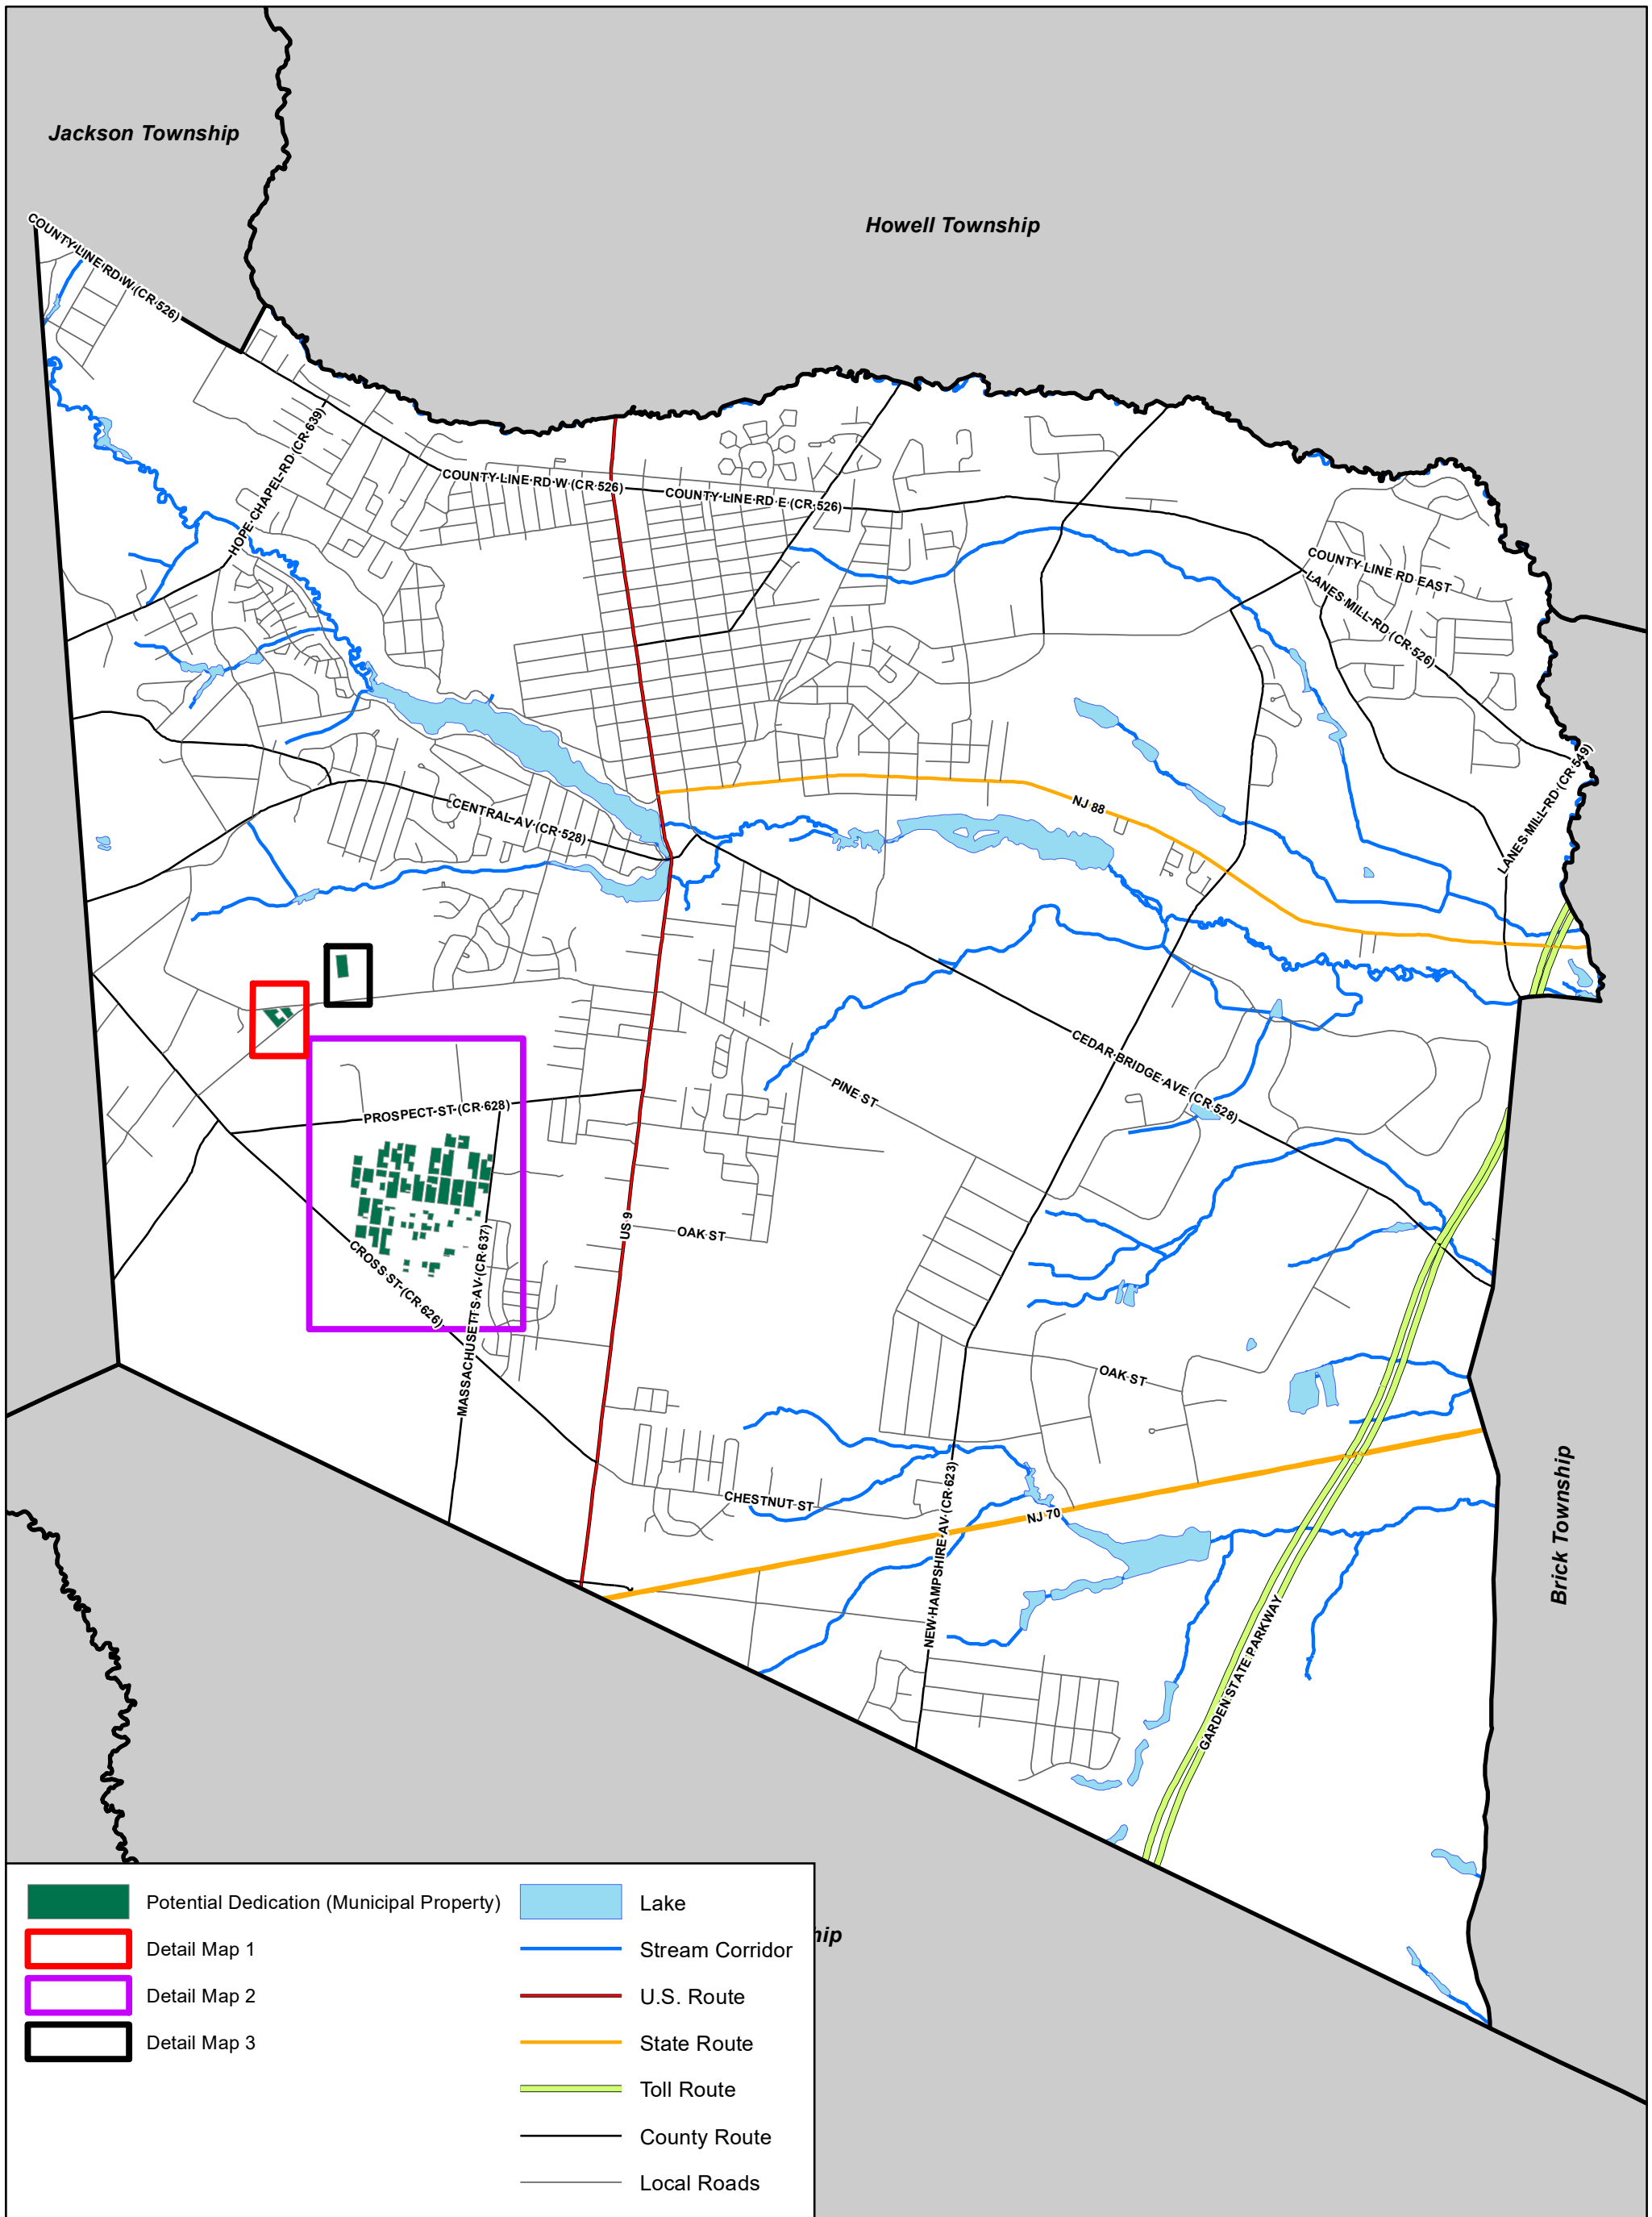 Jackson Township
Howell Township
COUNTY LINE RD W (CR 526)
HOPE CHAPEL RD (CR 639)
COUNTY LINE RD W (CR 526)
COUNTY LINE RD E (CR 526)
COUNTY LINE RD EAST
LANES MILL RD (CR 526)
LANES MILL RD (CR 549)
NJ 88
CENTRAL AV (CR 528)
CEDAR BRIDGE AVE (CR 528)
PINE ST
PROSPECT ST (CR 628)
US 9
OAK ST
CROSS ST (CR 626)
MASSACHUSETTS AV (CR 637)
OAK ST
CHESTNUT ST
NEW HAMPSHIRE AV (CR 623)
NJ 70
GARDEN STATE PARKWAY
Brick Township
hip
Potential Dedication (Municipal Property)
Detail Map 1
Detail Map 2
Detail Map 3
Lake
Stream Corridor
U.S. Route
State Route
Toll Route
County Route
Local Roads